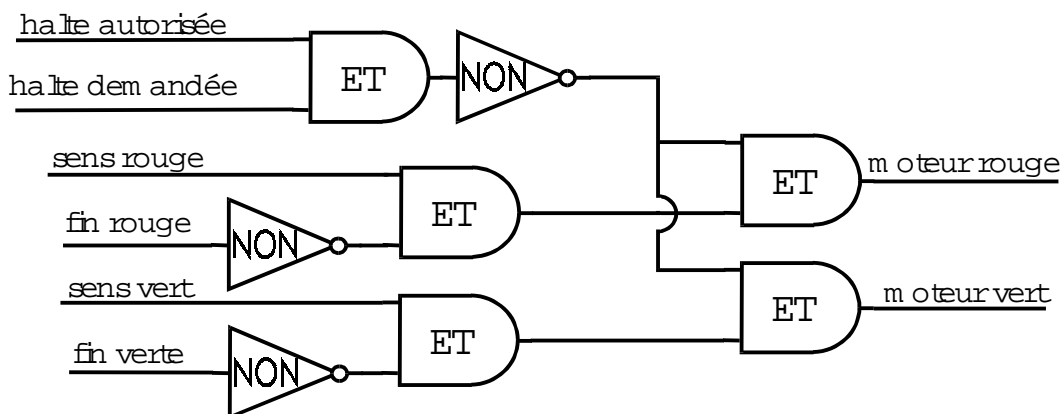 halte autorisée
halte demandée
ET
NON
sens rouge
ET
moteur rouge
ET
fin rouge
NON
sens vert
ET
moteur vert
ET
fin verte
NON